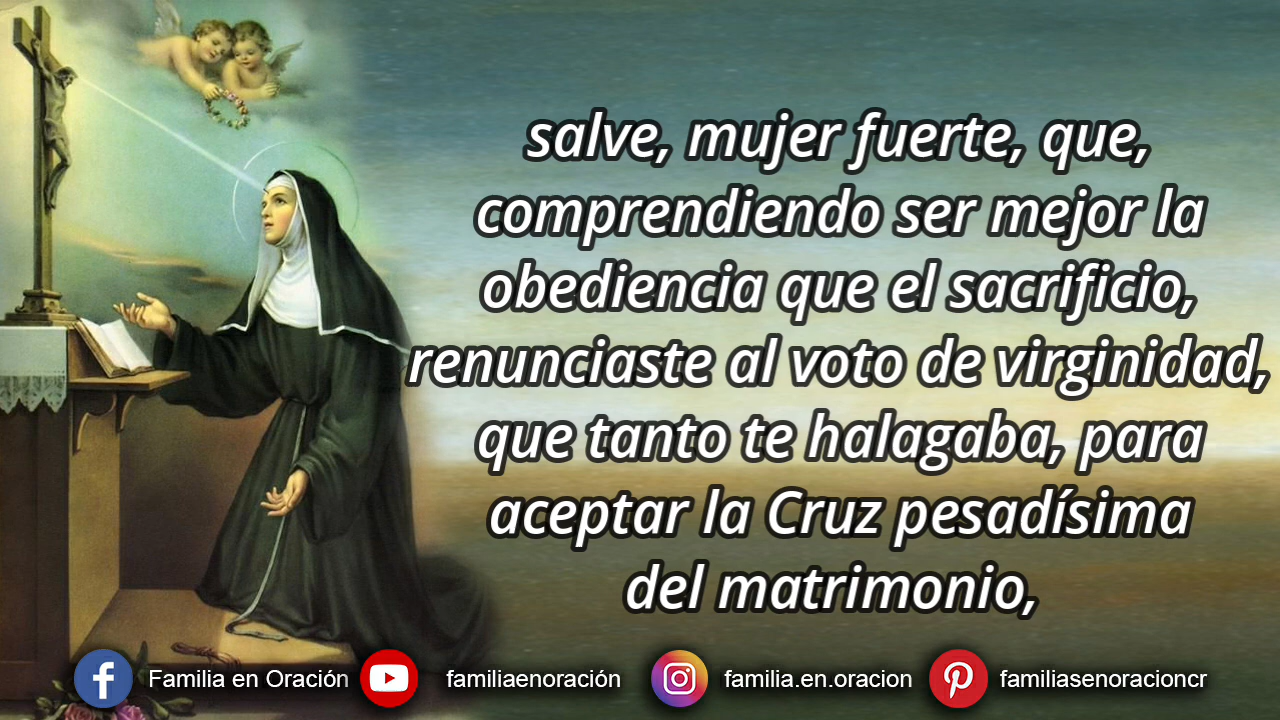 salve, mujer fuerte, que,
comprendiendo ser mejor la
obediencia que el sacrificio,
renunciaste al voto de virginidad,
que tanto te halagaba, para
aceptar la Cruz pesadísima
del matrimonio,
Familia en Oración
familiaenoración
familia.en.oracion
familiasenoracioncr